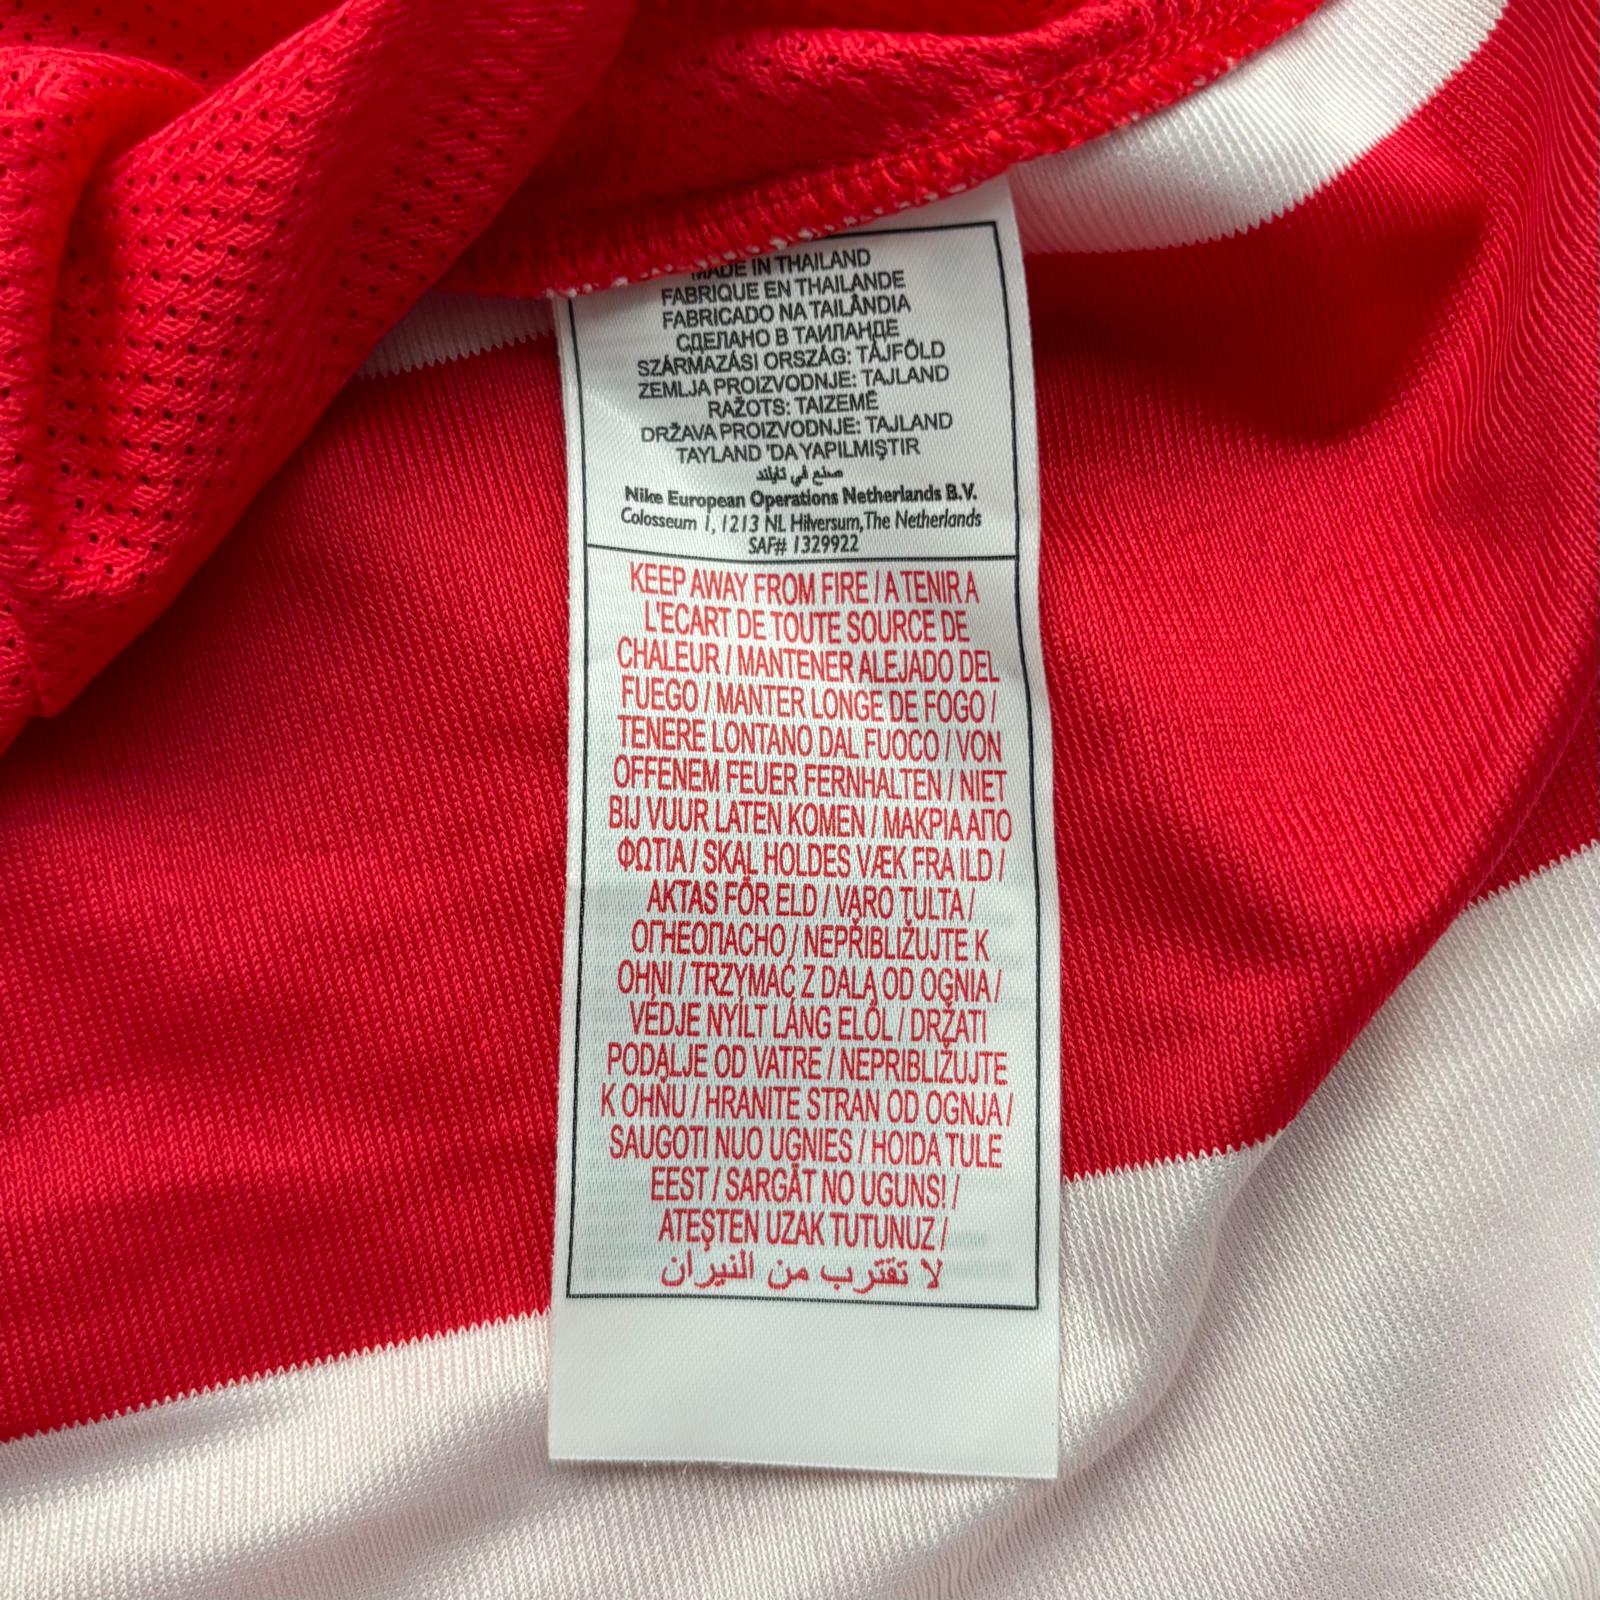 MADE IN THAILAND
FABRIQUE EN THAILANDE
FABRICADO NA TAILÂNDIA
СДЕЛАНО В ТАИЛАНДЕ
SZÁRMAZÁSI ORSZÁG: TÁJFÖLD
ZEMLJA PROIZVODNJE: TAJLAND
RAŽOTS: TAIZEMĒ
DRŽAVA PROIZVODNJE: TAJLAND
TAYLAND 'DA YAPILMIŞTIR
صنع في تايلند
Nike European Operations Netherlands B.V.
Colosseum 1, 1213 NL Hilversum, The Netherlands
SAF# 1329922
KEEP AWAY FROM FIRE / A TENIR A
L'ECART DE TOUTE SOURCE DE
CHALEUR / MANTENER ALEJADO DEL
FUEGO / MANTER LONGE DE FOGO /
TENERE LONTANO DAL FUOCO / VON
OFFENEM FEUER FERNHALTEN / NIET
BIJ VUUR LATEN KOMEN / ΜΑΚΡΙΑ ΑΠΟ
ΦΩΤΙΑ / SKAL HOLDES VÆK FRA ILD /
AKTAS FÖR ELD / VARO TULTA /
ОГНЕОПАСНО / NEPŘIBLIŽUJTE K
OHNI / TRZYMAĆ Z DALA OD OGNIA /
VÉDJE NYÍLT LÁNG ELŐL / DRŽATI
PODALJE OD VATRE / NEPRIBLIŽUJTE
K OHŇU / HRANITE STRAN OD OGNJA /
SAUGOTI NUO UGNIES / HOIDA TULE
EEST / SARGĀT NO UGUNS! /
ATEŞTEN UZAK TUTUNUZ /
لا تقترب من النيران